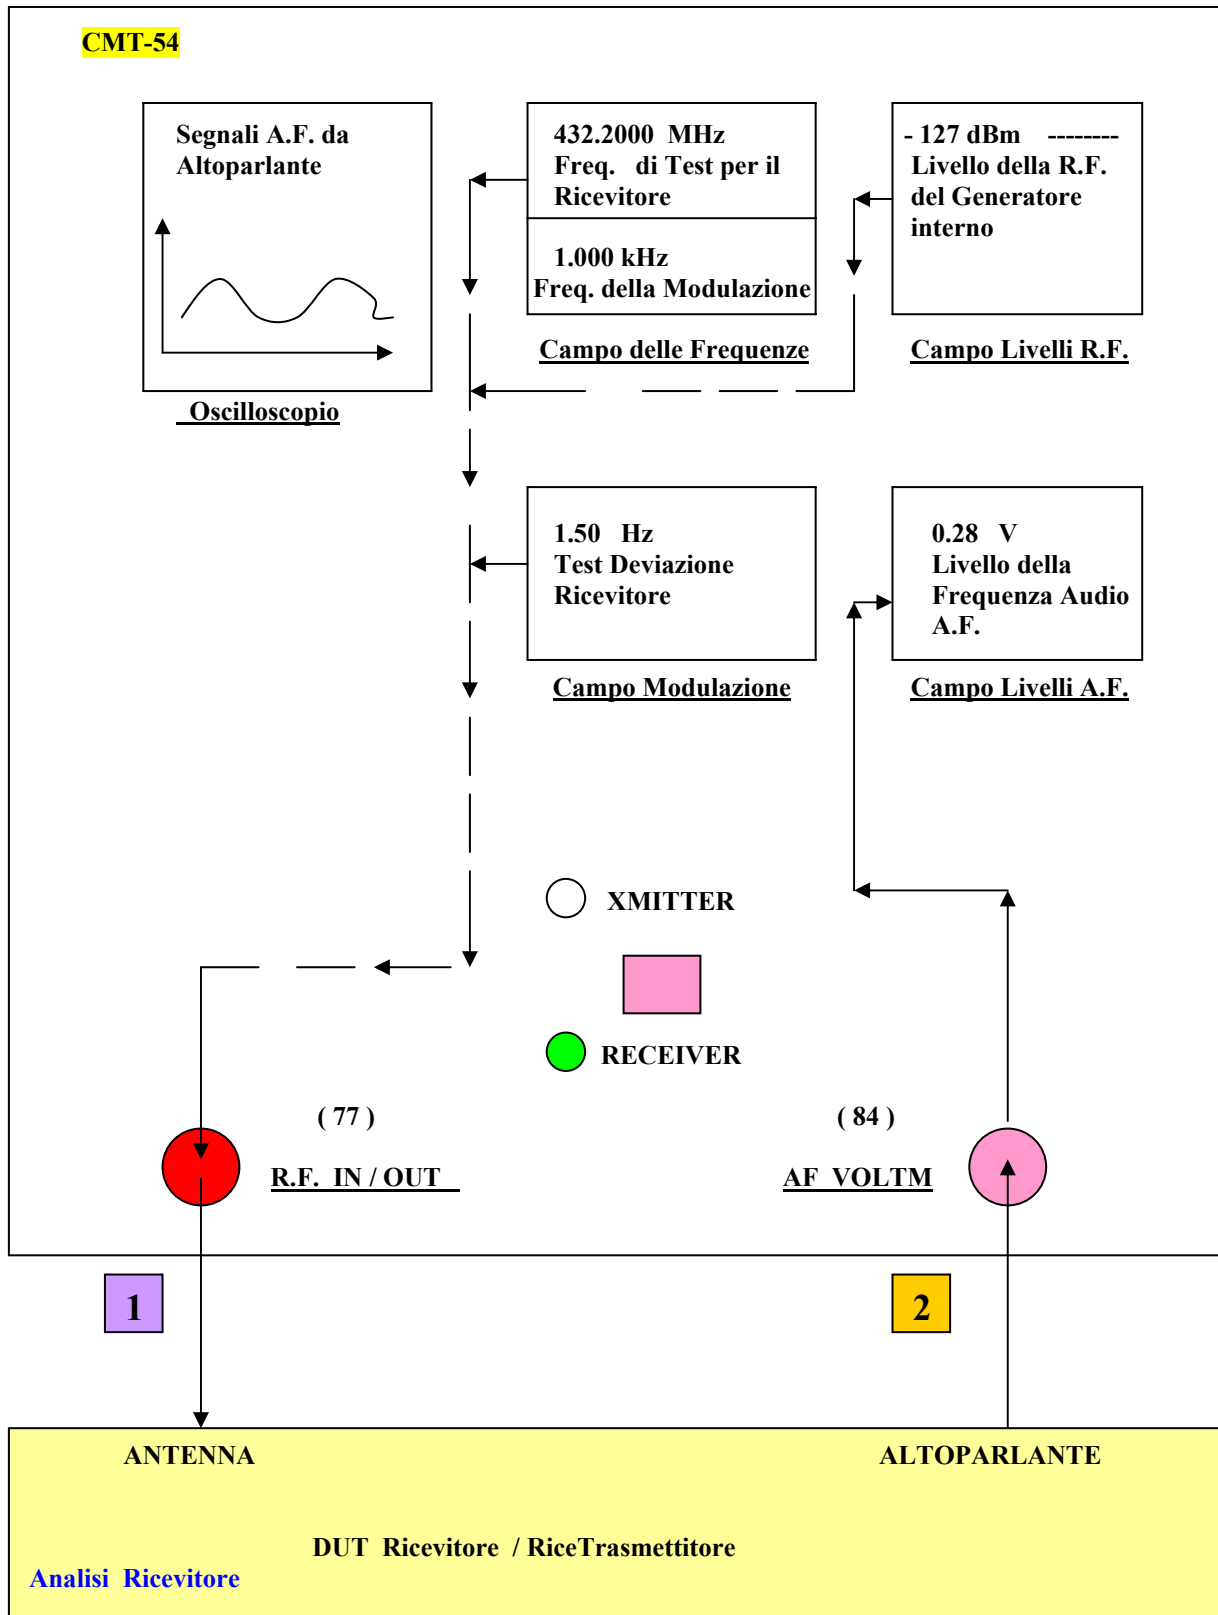 CMT-54
Segnali A.F. da
Altoparlante
Oscilloscopio
432.2000 MHz
Freq. di Test per il
Ricevitore
1.000 kHz
Freq. della Modulazione
Campo delle Frequenze
- 127 dBm --------
Livello della R.F.
del Generatore
interno
Campo Livelli R.F.
1.50 Hz
Test Deviazione
Ricevitore
Campo Modulazione
0.28 V
Livello della
Frequenza Audio
A.F.
Campo Livelli A.F.
XMITTER
RECEIVER
( 77 )
R.F. IN / OUT
( 84 )
AF VOLTM
1
2
ANTENNA
ALTOPARLANTE
DUT Ricevitore / RiceTrasmettitore
Analisi Ricevitore